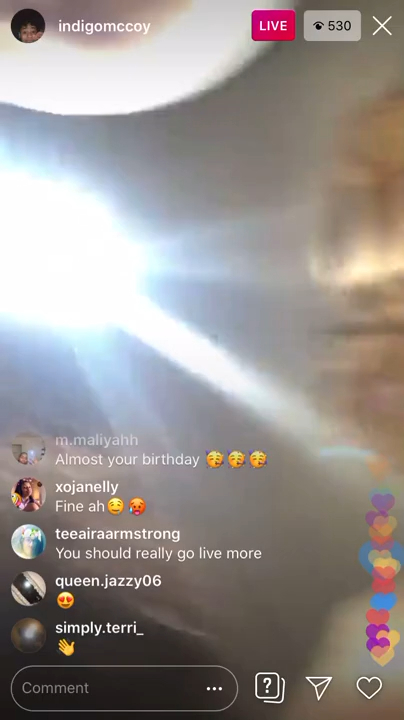 indigomccoy
LIVE
530
m.maliyahh
Almost your birthday 🥳🥳🥳
xojanelly
Fine ah🤤🥵
teeairaarmstrong
You should really go live more
queen.jazzy06
😍
simply.terri_
👋
Comment